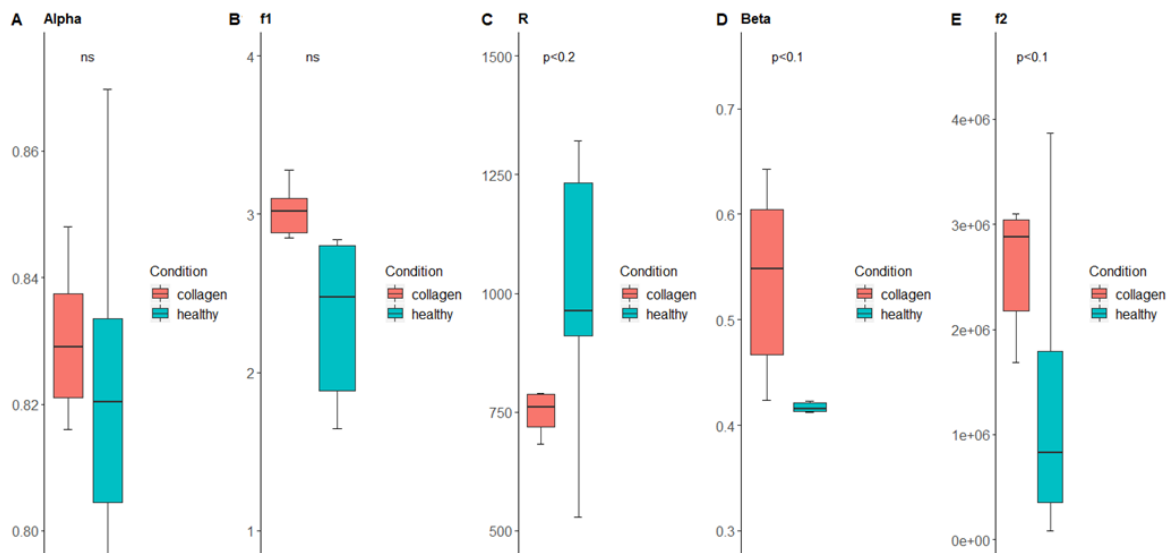 A Alpha
ns
0.86
0.84
0.82
0.80
Condition
collagen
healthy
B f1
ns
4
3
2
1
Condition
collagen
healthy
C R
p<0.2
1500
1250
1000
750
500
Condition
collagen
healthy
D Beta
p<0.1
0.7
0.6
0.5
0.4
0.3
Condition
collagen
healthy
E f2
p<0.1
4e+06
3e+06
2e+06
1e+06
0e+00
Condition
collagen
healthy